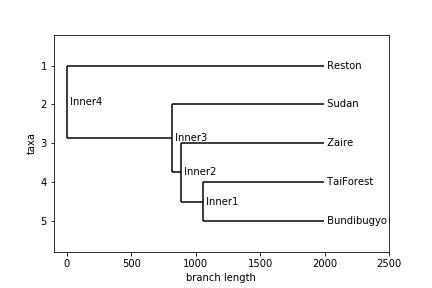 1
Reston
Inner4
2
Sudan
Inner3
3
Zaire
taxa
Inner2
4
TaiForest
Inner1
5
Bundibugyo
0 500 1000 1500 2000 2500
branch length